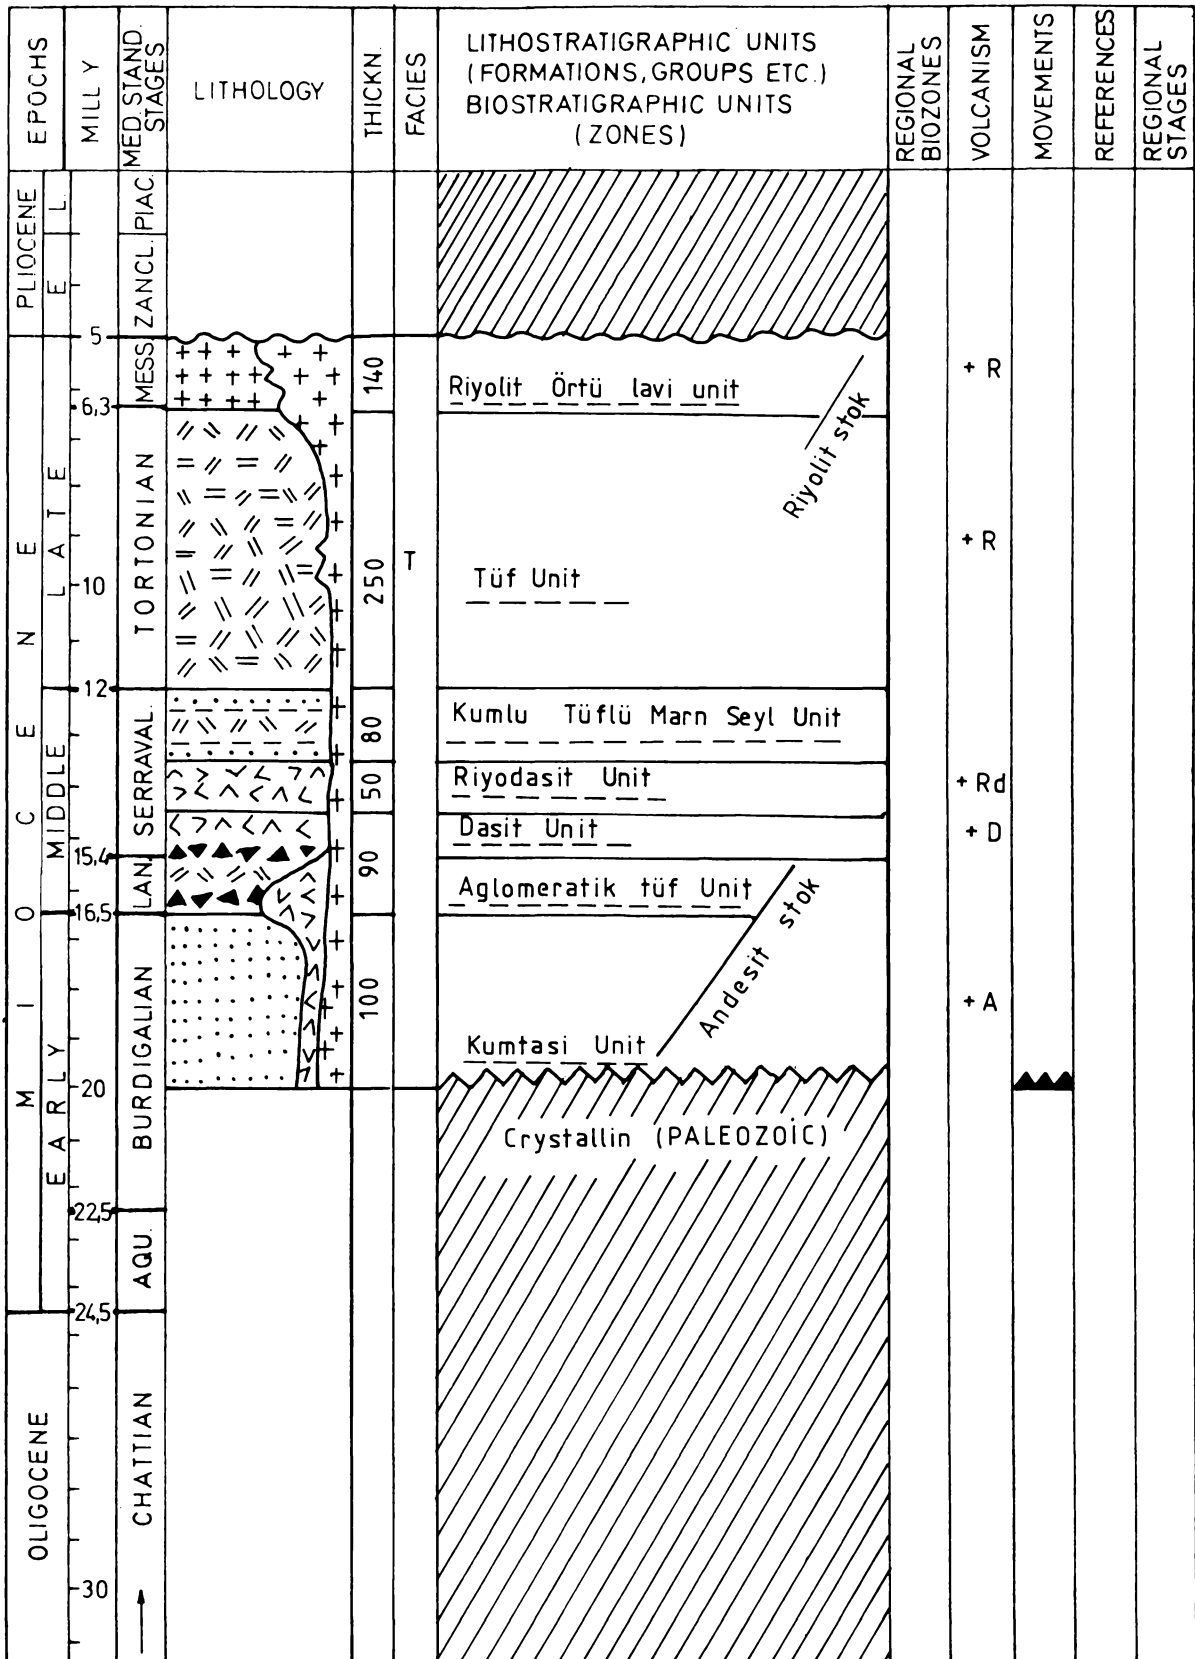 EPOCHS
MILL Y
MED.STAND.
STAGES
LITHOLOGY
THICKN.
FACIES
LITHOSTRATIGRAPHIC UNITS
(FORMATIONS, GROUPS ETC.)
BIOSTRATIGRAPHIC UNITS
(ZONES)
REGIONAL
BIOZONES
VOLCANISM
MOVEMENTS
REFERENCES
REGIONAL
STAGES
PLIOCENE
L.
E
PIAC.
ZANCL.
5
MIOCENE
LATE
MESS.
140
Riyolit Örtü lavi unit
Riyolit stok
+ R
6,3
TORTONIAN
250
T
Tüf Unit
+ R
10
12
MIDDLE
SERRAVAL.
80
Kumlu Tüflü Marn Seyl Unit
50
Riyodasit Unit
+ Rd
90
Dasit Unit
+ D
15,4
LAN.
Aglomeratik tüf Unit
Andesit stok
16,5
EARLY
BURDIGALIAN
100
Kumtasi Unit
+ A
20
Crystallin (PALEOZOİC)
22,5
AQU.
24,5
OLIGOCENE
CHATTIAN
30